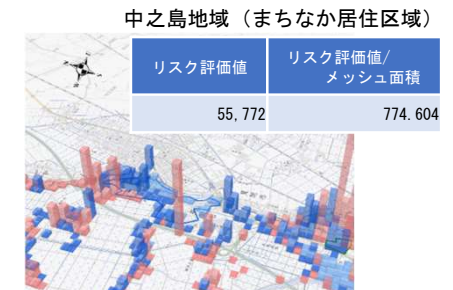 中之島地域（まちなか居住区域）
リスク評価値
リスク評価値/
メッシュ面積
55,772
774.604